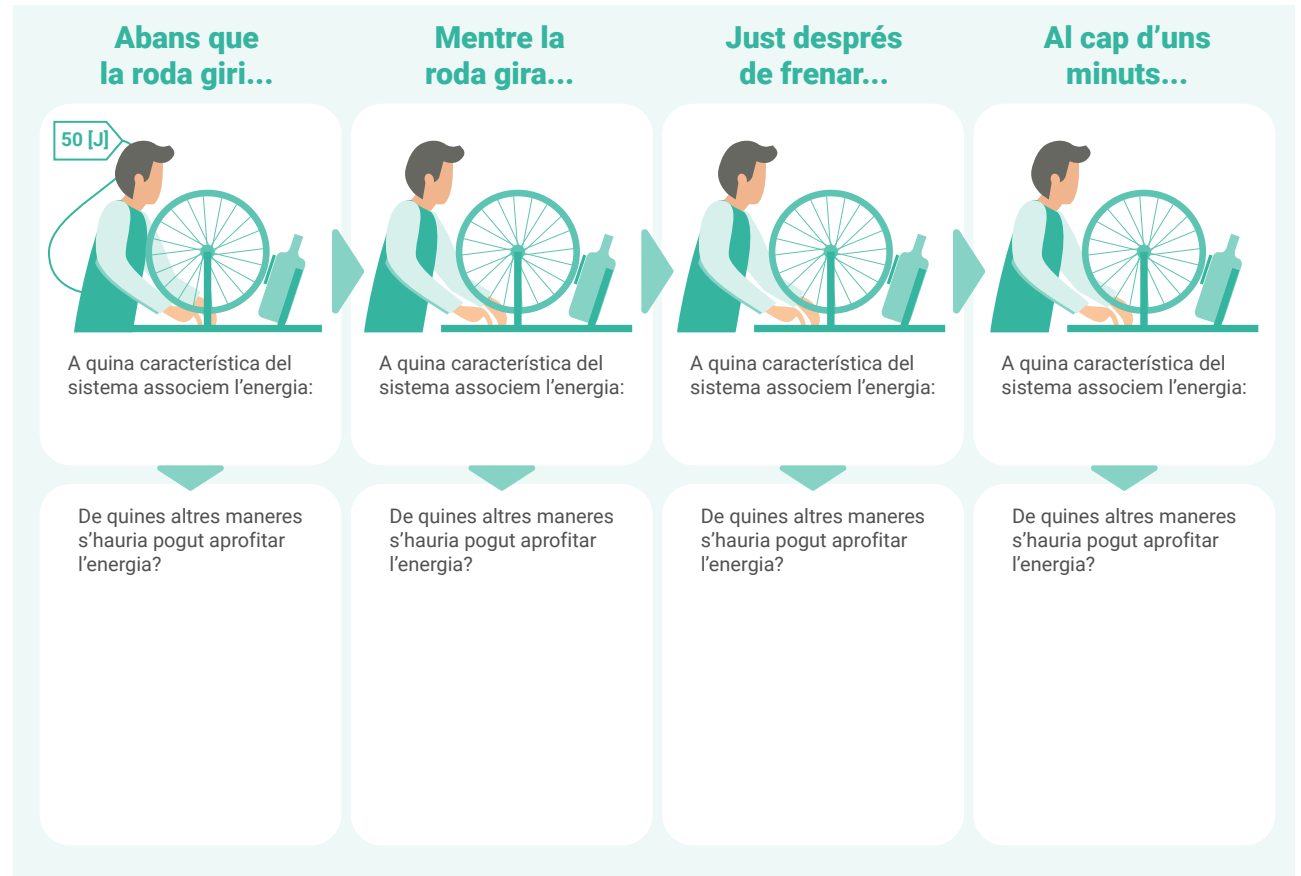 Abans que
la roda giri...
Mentre la
roda gira...
Just després
de frenar...
Al cap d'uns
minuts...
50 [J]
A quina característica del
sistema associem l'energia:
A quina característica del
sistema associem l'energia:
A quina característica del
sistema associem l'energia:
A quina característica del
sistema associem l'energia:
De quines altres maneres
s'hauria pogut aprofitar
l'energia?
De quines altres maneres
s'hauria pogut aprofitar
l'energia?
De quines altres maneres
s'hauria pogut aprofitar
l'energia?
De quines altres maneres
s'hauria pogut aprofitar
l'energia?